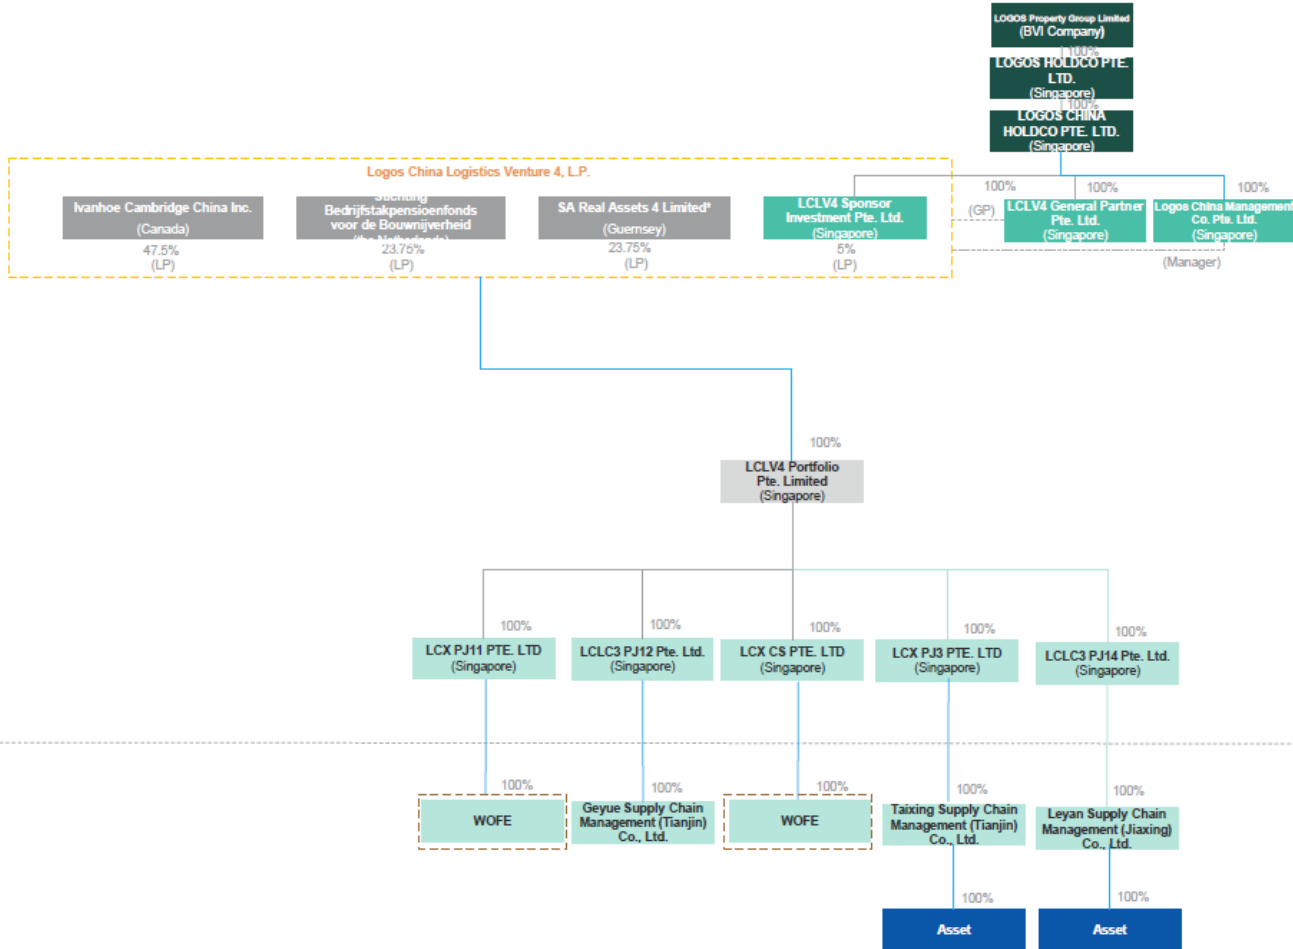 LOGOS Property Group Limited
(BVI Company)
100%
LOGOS HOLDCO PTE.
LTD.
(Singapore)
100%
LOGOS CHINA
HOLDCO PTE. LTD.
(Singapore)
Logos China Logistics Venture 4, L.P.
Ivanhoe Cambridge China Inc.
(Canada)
47.5%
(LP)
Stichting
Bedrijfstakpensioenfonds
voor de Bouwnijverheid
(the Netherlands)
23.75%
(LP)
SA Real Assets 4 Limited*
(Guernsey)
23.75%
(LP)
LCLV4 Sponsor
Investment Pte. Ltd.
(Singapore)
5%
(LP)
100%
(GP)
100%
LCLV4 General Partner
Pte. Ltd.
(Singapore)
100%
Logos China Management
Co. Pte. Ltd.
(Singapore)
(Manager)
100%
LCLV4 Portfolio
Pte. Limited
(Singapore)
100%
LCX PJ11 PTE. LTD
(Singapore)
100%
LCLC3 PJ12 Pte. Ltd.
(Singapore)
100%
LCX CS PTE. LTD
(Singapore)
100%
LCX PJ3 PTE. LTD
(Singapore)
100%
LCLC3 PJ14 Pte. Ltd.
(Singapore)
100%
WOFE
100%
Geyue Supply Chain
Management (Tianjin)
Co., Ltd.
100%
WOFE
100%
Taixing Supply Chain
Management (Tianjin)
Co., Ltd.
100%
Leyan Supply Chain
Management (Jiaxing)
Co., Ltd.
100%
Asset
100%
Asset